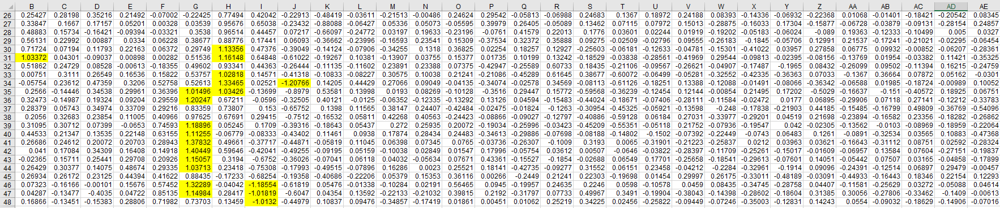 B C D E F G H I J K L M N O P Q R S T U V W X Y Z AA AB AC AD AE
26 0.25427 0.28198 0.35216 0.21492 -0.07002 -0.22425 0.77494 0.42042 -0.22913 -0.48419 -0.03611 -0.21513 -0.00486 0.24624 0.29542 -0.05813 -0.06988 0.24683 0.1367 0.18972 0.24188 0.08393 -0.14336 -0.06932 -0.22368 0.01068 -0.01401 -0.18421 -0.20542 0.08345
27 0.33847 0.1667 0.17157 0.05201 0.00328 0.03539 0.95676 0.65038 -0.23432 -0.88088 -0.06427 0.05336 0.05073 -0.05595 0.39979 0.26405 -0.05089 0.13462 0.07115 0.07972 0.15013 -0.28875 -0.16033 0.17304 -0.15877 -0.06728 -0.03879 -0.09131 -0.28154 0.24857
28 0.48883 0.15734 -0.16421 -0.09394 -0.03321 0.3538 0.96514 0.44457 0.07217 -0.66097 -0.24772 0.03197 0.19633 -0.23196 -0.0761 0.41579 0.22013 0.1776 0.03601 0.02244 0.01919 -0.19202 -0.05183 -0.06024 -0.089 0.19363 -0.12333 -0.10499 0.005 0.0327
29 0.56131 0.22992 0.00887 0.0334 0.06228 0.38677 0.88776 0.17441 0.06093 -0.36662 -0.23996 -0.16593 0.23541 0.15309 -0.37534 0.32372 0.35888 0.09275 -0.02509 -0.02796 0.09555 -0.26183 -0.1845 -0.05706 0.12991 0.21537 -0.17241 -0.21021 -0.02295 -0.06454
30 0.71724 0.07194 0.11793 0.22163 0.06372 0.29749 1.13356 0.47376 -0.39049 -0.14124 -0.07906 -0.34255 0.1318 0.36825 0.02254 0.18257 0.12927 -0.25603 -0.06181 -0.12633 -0.04781 -0.15301 -0.41022 0.03957 0.27858 0.06775 0.09932 -0.00852 -0.06207 -0.28361
31 1.03372 0.04301 -0.09037 0.00898 0.00282 0.51536 1.16148 0.64848 -0.61022 -0.19267 0.10381 -0.13907 0.03755 0.15377 0.01735 0.10199 0.13242 -0.18529 -0.03838 -0.28561 -0.41969 0.29544 -0.09813 -0.02395 -0.08156 -0.13769 0.01954 -0.03382 0.11421 -0.35325
32 0.51862 0.24729 0.08528 -0.00613 -0.18355 0.49602 0.93341 0.44363 -0.26444 -0.11135 -0.11602 0.23891 0.23388 0.07375 -0.42947 -0.25589 0.60733 0.18435 -0.21106 -0.09567 -0.26621 -0.04907 -0.17487 -0.1965 0.08432 -0.26099 0.09502 -0.11394 0.16215 -0.24759
33 0.00751 0.3111 0.26549 0.16536 0.15822 0.53757 1.02818 0.14571 -0.41318 -0.10833 -0.08227 0.30575 0.10038 0.21241 -0.21086 -0.45289 0.61645 0.38677 -0.60072 -0.06499 -0.05281 -0.32552 -0.42335 -0.36363 0.07033 -0.1367 0.36664 0.07872 0.05162 -0.0301
34 -0.05754 0.23612 0.47359 0.3206 0.52758 0.52613 1.33465 0.02521 -1.20766 0.14205 0.44429 0.27066 0.09049 -0.04135 -0.34074 -0.02578 0.34569 -0.08113 -0.61126 -0.18251 0.13388 -0.12088 -0.01491 -0.08066 -0.36342 -0.06588 0.01985 -0.18724 -0.00989 0.10052
35 0.2566 -0.14446 0.34538 0.29961 0.36396 1.01496 1.03426 -0.13699 -0.8979 0.53581 0.13998 0.0193 0.08269 -0.10128 -0.3516 0.29447 0.15772 -0.59568 -0.36239 -0.12454 0.12144 -0.00854 0.21495 0.17202 -0.5029 -0.16637 -0.151 -0.40572 0.18925 0.06751
36 0.32473 -0.14987 0.19324 0.09204 0.29559 1.20247 0.67211 -0.0596 -0.32505 0.40121 -0.0125 -0.06352 -0.12335 -0.13292 0.13126 0.04594 -0.15483 -0.44024 -0.18671 -0.07406 -0.28111 -0.11584 -0.02472 0.0177 0.06895 -0.29906 0.07118 0.27141 -0.12212 -0.33783
37 0.28379 0.05743 0.34974 0.33709 0.29216 0.83359 0.73807 0.153 -0.65752 0.1398 0.11565 0.38147 0.24407 -0.42484 -0.02475 -0.01824 -0.1263 -0.30954 -0.45325 -0.05921 -0.13598 -0.248 -0.17838 -0.21903 0.44185 -0.15485 -0.16799 0.49809 -0.36769 -0.54096
38 0.2056 0.32683 0.23854 0.11005 0.40966 0.97625 0.67691 0.29415 -0.7512 -0.16532 0.05811 0.42268 0.40563 -0.24423 -0.08866 -0.09027 -0.12797 -0.40886 -0.59128 0.06184 0.27031 -0.33977 -0.29201 0.04519 0.21698 -0.23894 -0.16582 0.23356 -0.18282 -0.26862
39 0.31095 0.30712 0.07399 -0.0653 0.74593 1.18896 0.05245 0.1709 -0.39316 -0.18643 0.05437 0.272 0.25935 0.20072 -0.19034 -0.25996 -0.03423 -0.45209 -0.55351 -0.05118 0.21752 -0.07936 -0.19547 0.042 -0.02305 -0.13562 -0.0103 -0.08969 -0.18959 -0.22064
40 0.44533 0.21347 0.13535 0.22148 0.63155 1.11255 -0.06779 -0.08333 -0.43402 0.11461 0.0938 0.17874 0.28434 0.24483 -0.34613 -0.29886 -0.07698 -0.08188 -0.14802 -0.1502 -0.07392 -0.22449 -0.0743 0.06483 0.1261 -0.0891 -0.32534 0.03565 0.10883 -0.47368
41 0.26686 0.24612 0.20072 0.20703 0.28943 1.37832 0.49661 -0.37717 -0.44871 -0.05819 0.11045 0.06398 0.07345 0.0765 -0.03736 -0.26307 -0.1009 0.3193 0.0065 -0.31901 -0.21223 -0.25837 0.0212 0.03963 0.03621 -0.16643 -0.31112 0.08751 0.02592 -0.28324
42 0.041 0.17084 0.34309 0.16408 0.14918 1.40449 0.59646 -0.42041 -0.49255 -0.09195 0.05159 -0.10038 0.02849 0.01547 0.17996 -0.05754 0.03612 0.00507 -0.0646 -0.03822 -0.28397 -0.11709 -0.25261 -0.15017 -0.01609 -0.06957 0.13584 0.07604 -0.27151 -0.19837
43 -0.02365 0.15711 0.25441 0.29708 0.20926 1.15057 0.3194 -0.6752 -0.36026 -0.07041 0.06118 0.04032 -0.05634 0.07671 0.43361 -0.15527 -0.1854 -0.02688 0.06549 0.17701 -0.25658 -0.18541 -0.29613 -0.07601 0.14051 -0.05442 0.07507 0.03165 -0.04858 -0.17899
44 0.26429 0.30377 0.14075 0.48674 0.29335 1.03713 0.23418 -0.75308 -0.17993 -0.49515 -0.07896 0.16286 0.0023 0.25521 0.18141 -0.42735 -0.09277 0.31552 0.06151 0.23458 -0.04212 -0.2284 -0.32961 -0.1914 0.09096 -0.24391 -0.12514 0.06897 0.29479 -0.00457
45 0.26934 0.26172 0.23125 0.44394 0.41622 0.88435 -0.17233 -0.68254 -0.19358 -0.40686 -0.22206 0.05379 0.15353 0.36116 0.00266 -0.2449 0.21241 0.22303 -0.19698 0.01454 0.29997 0.26175 -0.33011 -0.48189 -0.03091 -0.44933 -0.16443 0.18346 0.22154 0.12293
46 0.07323 -0.16166 -0.00101 0.15676 0.57452 1.32289 -0.04042 -1.18554 -0.61819 0.05476 -0.01338 -0.10284 0.02191 0.56465 0.0945 -0.19957 0.24635 0.2246 0.0598 -0.10578 0.0459 0.08435 -0.34745 -0.28758 0.04407 -0.11581 -0.25629 0.03272 -0.05088 0.04614
47 0.04287 -0.13477 -0.4035 0.04722 0.85135 1.14984 0.28417 -1.01819 -0.6047 0.04354 0.13592 -0.22133 -0.21032 0.39815 0.2192 -0.31797 0.07733 0.49967 0.3491 -0.19904 -0.38043 -0.14398 -0.28602 -0.18604 0.31385 0.30056 -0.27806 -0.33462 -0.1409 -0.00613
48 0.16866 -0.13451 -0.15383 0.28806 0.71982 0.73703 0.13459 -1.0132 -0.44979 0.10837 0.09476 -0.34857 -0.17419 0.01861 0.00451 0.01062 0.25219 0.34225 0.02456 -0.25822 -0.09449 -0.07246 -0.35003 -0.12831 0.14243 0.0554 -0.09032 -0.18629 -0.14906 -0.07016